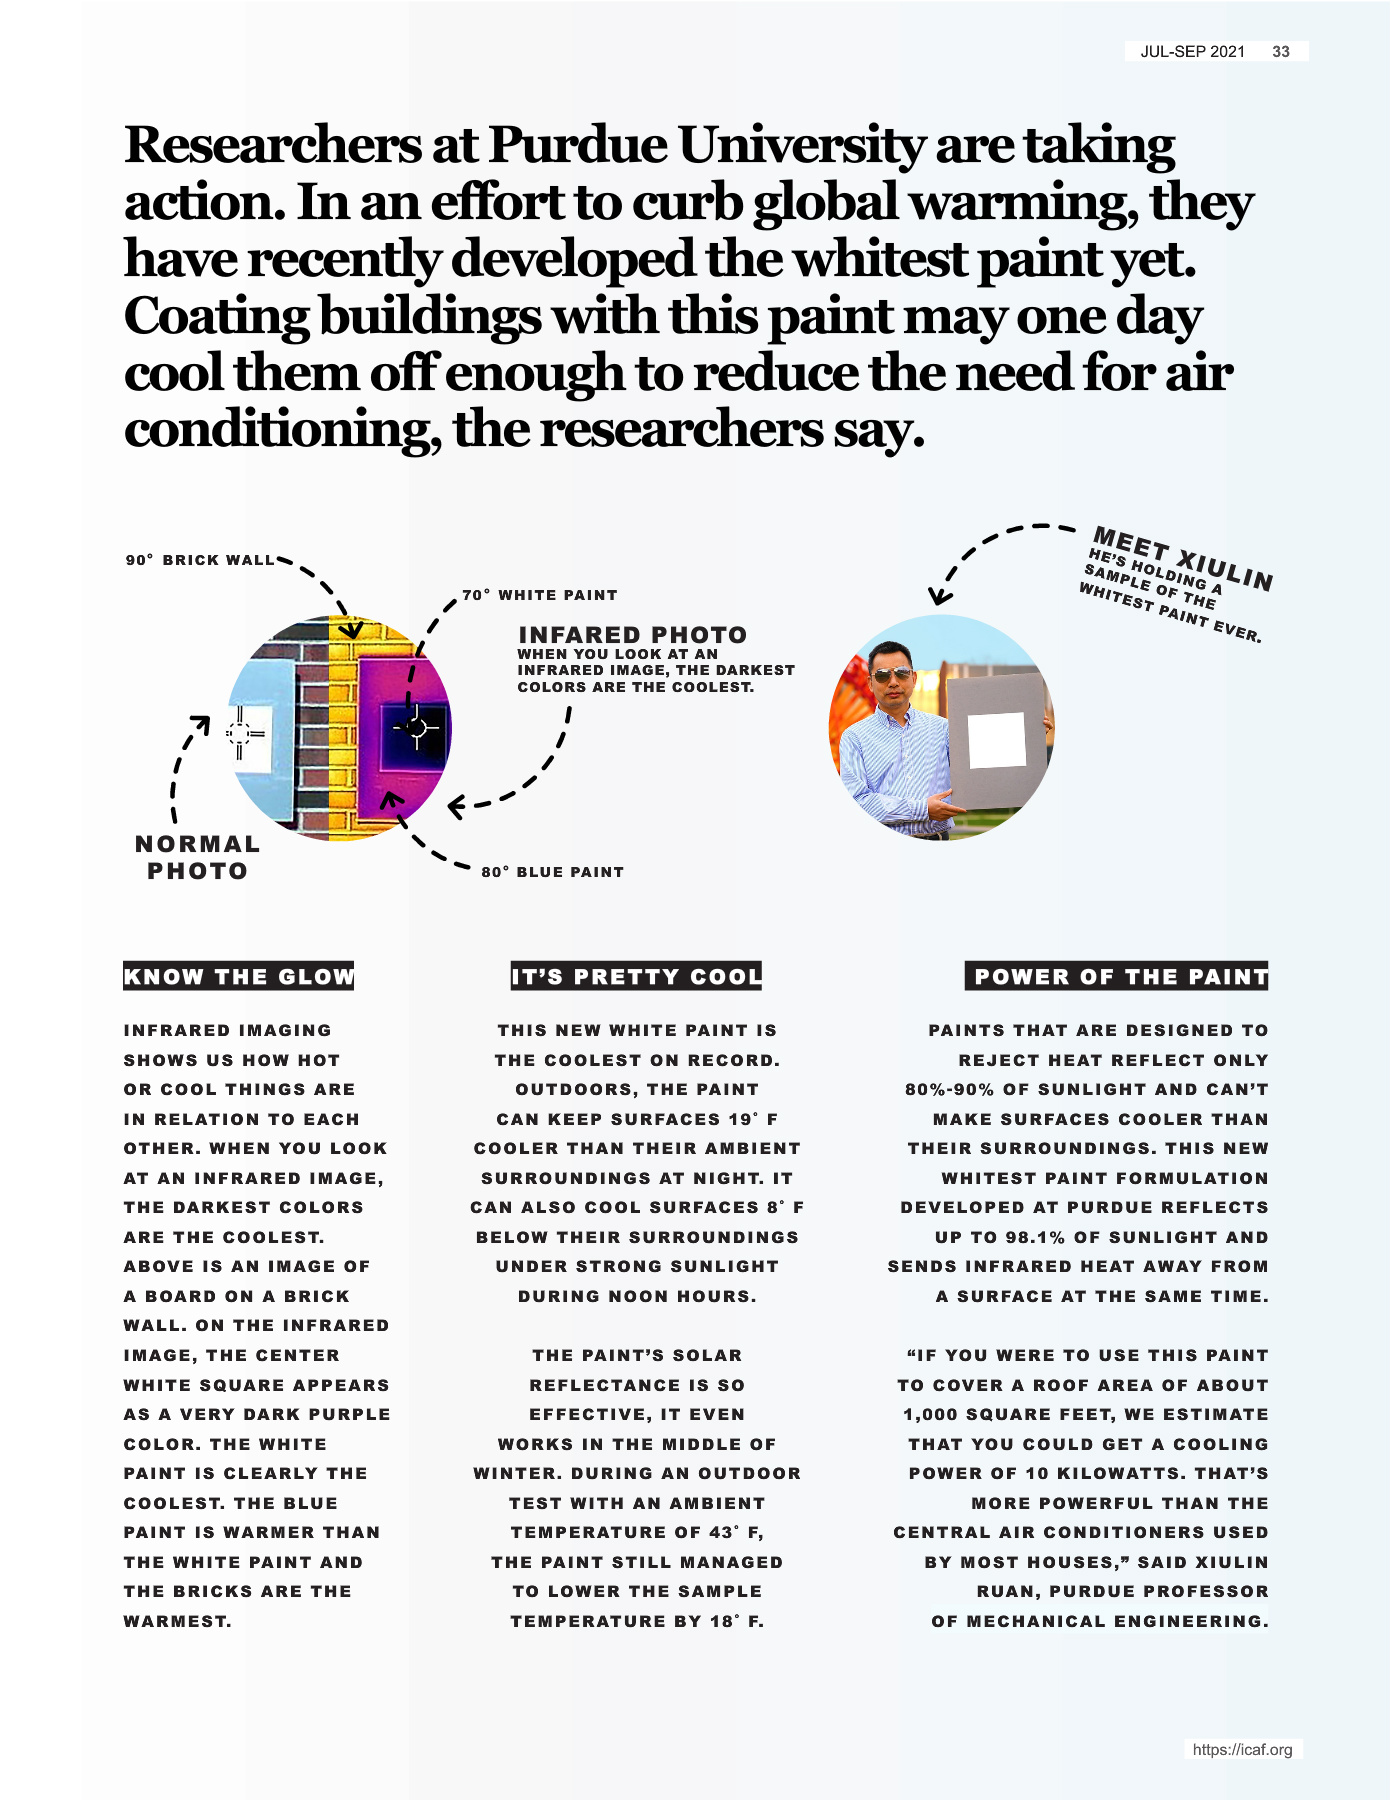 JUL-SEP 2021 33
Researchers at Purdue University are taking
action. In an effort to curb global warming, they
have recently developed the whitest paint yet.
Coating buildings with this paint may one day
cool them off enough to reduce the need for air
conditioning, the researchers say.
90° BRICK WALL
70° WHITE PAINT
INFARED PHOTO
WHEN YOU LOOK AT AN
INFRARED IMAGE, THE DARKEST
COLORS ARE THE COOLEST.
NORMAL
PHOTO
80° BLUE PAINT
MEET XIULIN
HE'S HOLDING A
SAMPLE OF THE
WHITEST PAINT EVER.
KNOW THE GLOW
INFRARED IMAGING
SHOWS US HOW HOT
OR COOL THINGS ARE
IN RELATION TO EACH
OTHER. WHEN YOU LOOK
AT AN INFRARED IMAGE,
THE DARKEST COLORS
ARE THE COOLEST.
ABOVE IS AN IMAGE OF
A BOARD ON A BRICK
WALL. ON THE INFRARED
IMAGE, THE CENTER
WHITE SQUARE APPEARS
AS A VERY DARK PURPLE
COLOR. THE WHITE
PAINT IS CLEARLY THE
COOLEST. THE BLUE
PAINT IS WARMER THAN
THE WHITE PAINT AND
THE BRICKS ARE THE
WARMEST.
IT’S PRETTY COOL
THIS NEW WHITE PAINT IS
THE COOLEST ON RECORD.
OUTDOORS, THE PAINT
CAN KEEP SURFACES 19° F
COOLER THAN THEIR AMBIENT
SURROUNDINGS AT NIGHT. IT
CAN ALSO COOL SURFACES 8° F
BELOW THEIR SURROUNDINGS
UNDER STRONG SUNLIGHT
DURING NOON HOURS.
THE PAINT’S SOLAR
REFLECTANCE IS SO
EFFECTIVE, IT EVEN
WORKS IN THE MIDDLE OF
WINTER. DURING AN OUTDOOR
TEST WITH AN AMBIENT
TEMPERATURE OF 43° F,
THE PAINT STILL MANAGED
TO LOWER THE SAMPLE
TEMPERATURE BY 18° F.
POWER OF THE PAINT
PAINTS THAT ARE DESIGNED TO
REJECT HEAT REFLECT ONLY
80%-90% OF SUNLIGHT AND CAN’T
MAKE SURFACES COOLER THAN
THEIR SURROUNDINGS. THIS NEW
WHITEST PAINT FORMULATION
DEVELOPED AT PURDUE REFLECTS
UP TO 98.1% OF SUNLIGHT AND
SENDS INFRARED HEAT AWAY FROM
A SURFACE AT THE SAME TIME.
“IF YOU WERE TO USE THIS PAINT
TO COVER A ROOF AREA OF ABOUT
1,000 SQUARE FEET, WE ESTIMATE
THAT YOU COULD GET A COOLING
POWER OF 10 KILOWATTS. THAT’S
MORE POWERFUL THAN THE
CENTRAL AIR CONDITIONERS USED
BY MOST HOUSES,” SAID XIULIN
RUAN, PURDUE PROFESSOR
OF MECHANICAL ENGINEERING.
https://icaf.org